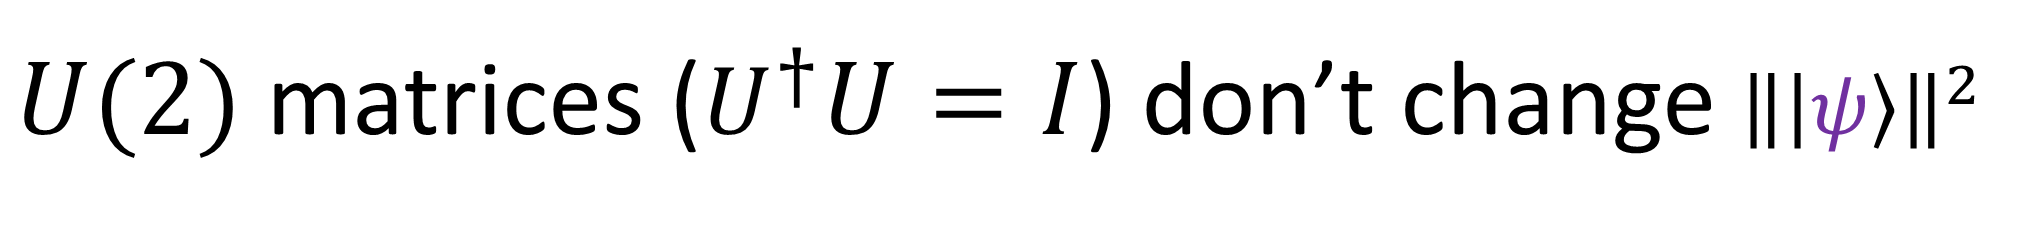 U(2) matrices (U†U = I) don’t change ‖|ψ⟩‖²